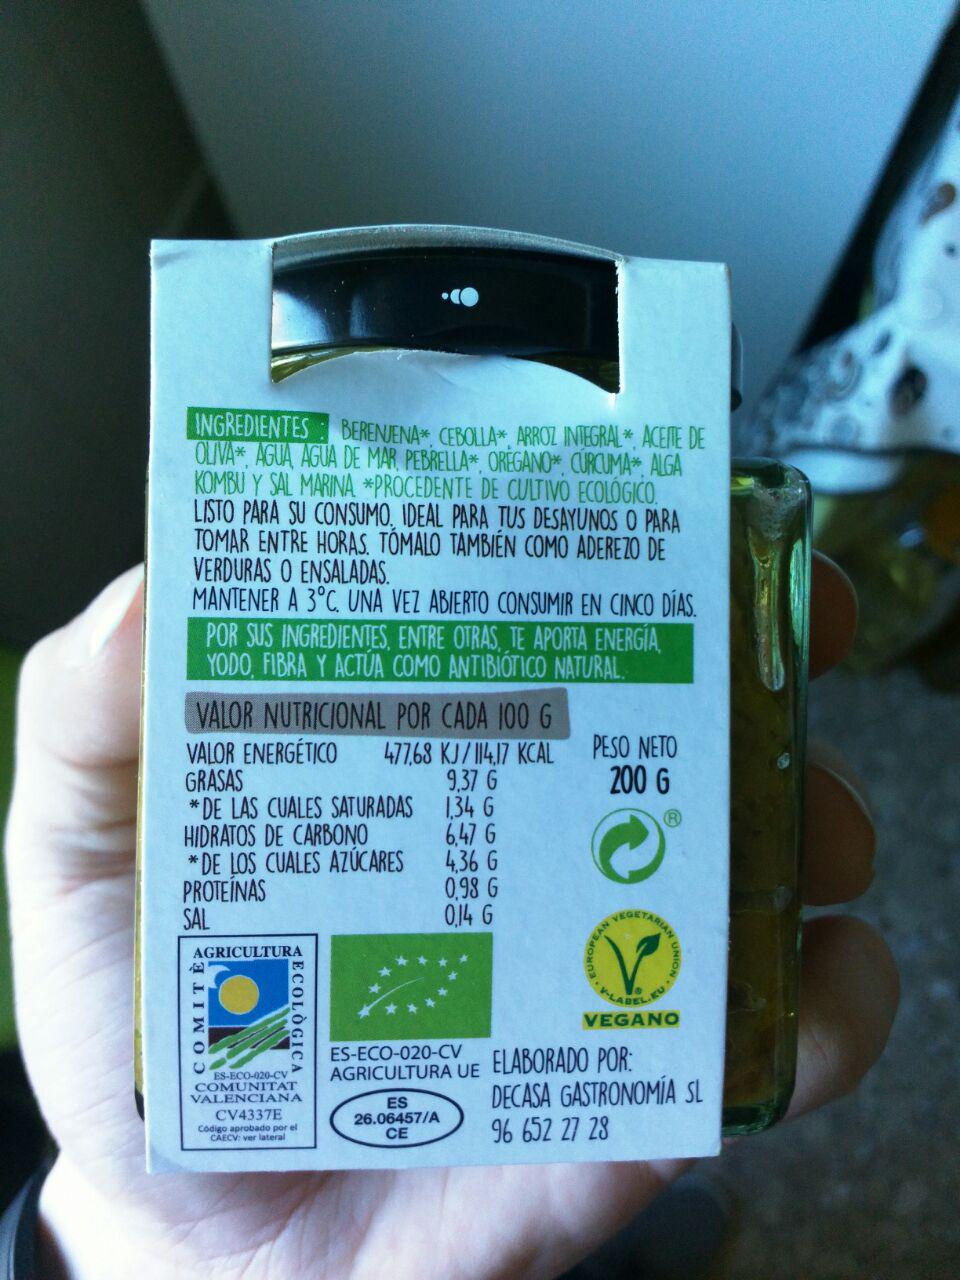 INGREDIENTES : BERENJENA*, CEBOLLA*, ARROZ INTEGRAL*, ACEITE DE
OLIVA*, AGUA, AGUA DE MAR, PEBRELLA*, ORÉGANO*, CÚRCUMA*, ALGA
KOMBU Y SAL MARINA *PROCEDENTE DE CULTIVO ECOLÓGICO.
LISTO PARA SU CONSUMO. IDEAL PARA TUS DESAYUNOS O PARA
TOMAR ENTRE HORAS. TÓMALO TAMBIÉN COMO ADEREZO DE
VERDURAS O ENSALADAS.
MANTENER A 3ºC. UNA VEZ ABIERTO CONSUMIR EN CINCO DÍAS.
POR SUS INGREDIENTES, ENTRE OTRAS, TE APORTA ENERGÍA,
YODO, FIBRA Y ACTÚA COMO ANTIBIÓTICO NATURAL.
VALOR NUTRICIONAL POR CADA 100 G
VALOR ENERGÉTICO 477,68 KJ/114,17 KCAL
GRASAS 9,37 G
*DE LAS CUALES SATURADAS 1,34 G
HIDRATOS DE CARBONO 6,47 G
*DE LOS CUALES AZÚCARES 4,36 G
PROTEÍNAS 0,98 G
SAL 0,14 G
PESO NETO
200 G
®
EUROPEAN VEGETARIAN UNION
V-LABEL.EU
VEGANO
COMITÈ
AGRICULTURA
ECOLÒGICA
ES-ECO-020-CV
COMUNITAT
VALENCIANA
CV4337E
Código aprobado por el
CAECV: ver lateral
ES-ECO-020-CV
AGRICULTURA UE
ES
26.06457/A
CE
ELABORADO POR:
DECASA GASTRONOMÍA SL
96 652 27 28